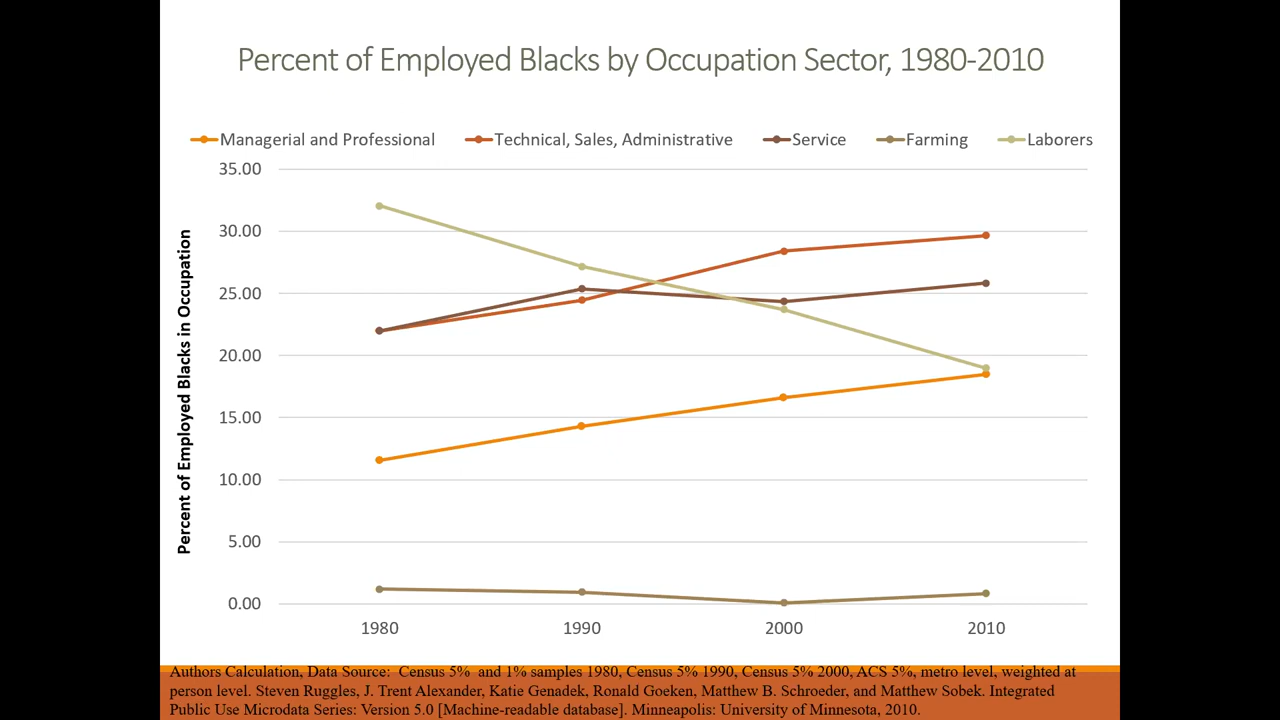 Percent of Employed Blacks by Occupation Sector, 1980-2010
Managerial and Professional Technical, Sales, Administrative Service Farming Laborers
Percent of Employed Blacks in Occupation
35.00
30.00
25.00
20.00
15.00
10.00
5.00
0.00
1980 1990 2000 2010
Authors Calculation, Data Source: Census 5% and 1% samples 1980, Census 5% 1990, Census 5% 2000, ACS 5%, metro level, weighted at
person level. Steven Ruggles, J. Trent Alexander, Katie Genadek, Ronald Goeken, Matthew B. Schroeder, and Matthew Sobek. Integrated
Public Use Microdata Series: Version 5.0 [Machine-readable database]. Minneapolis: University of Minnesota, 2010.